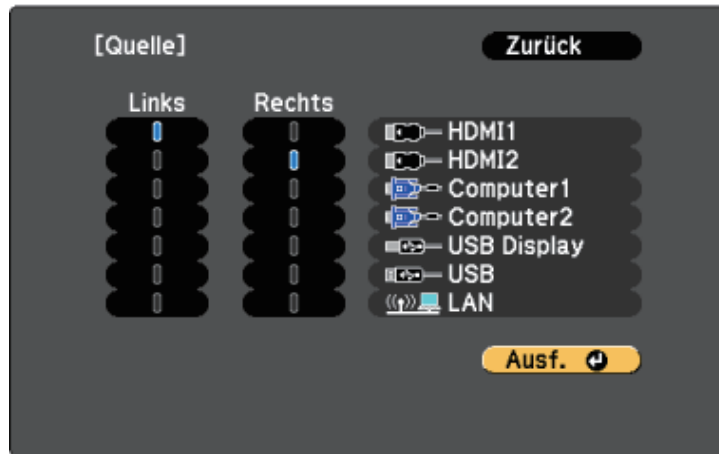 [Quelle] Zurück
Links Rechts
HDMI1
HDMI2
Computer1
Computer2
USB Display
USB
LAN
Ausf.